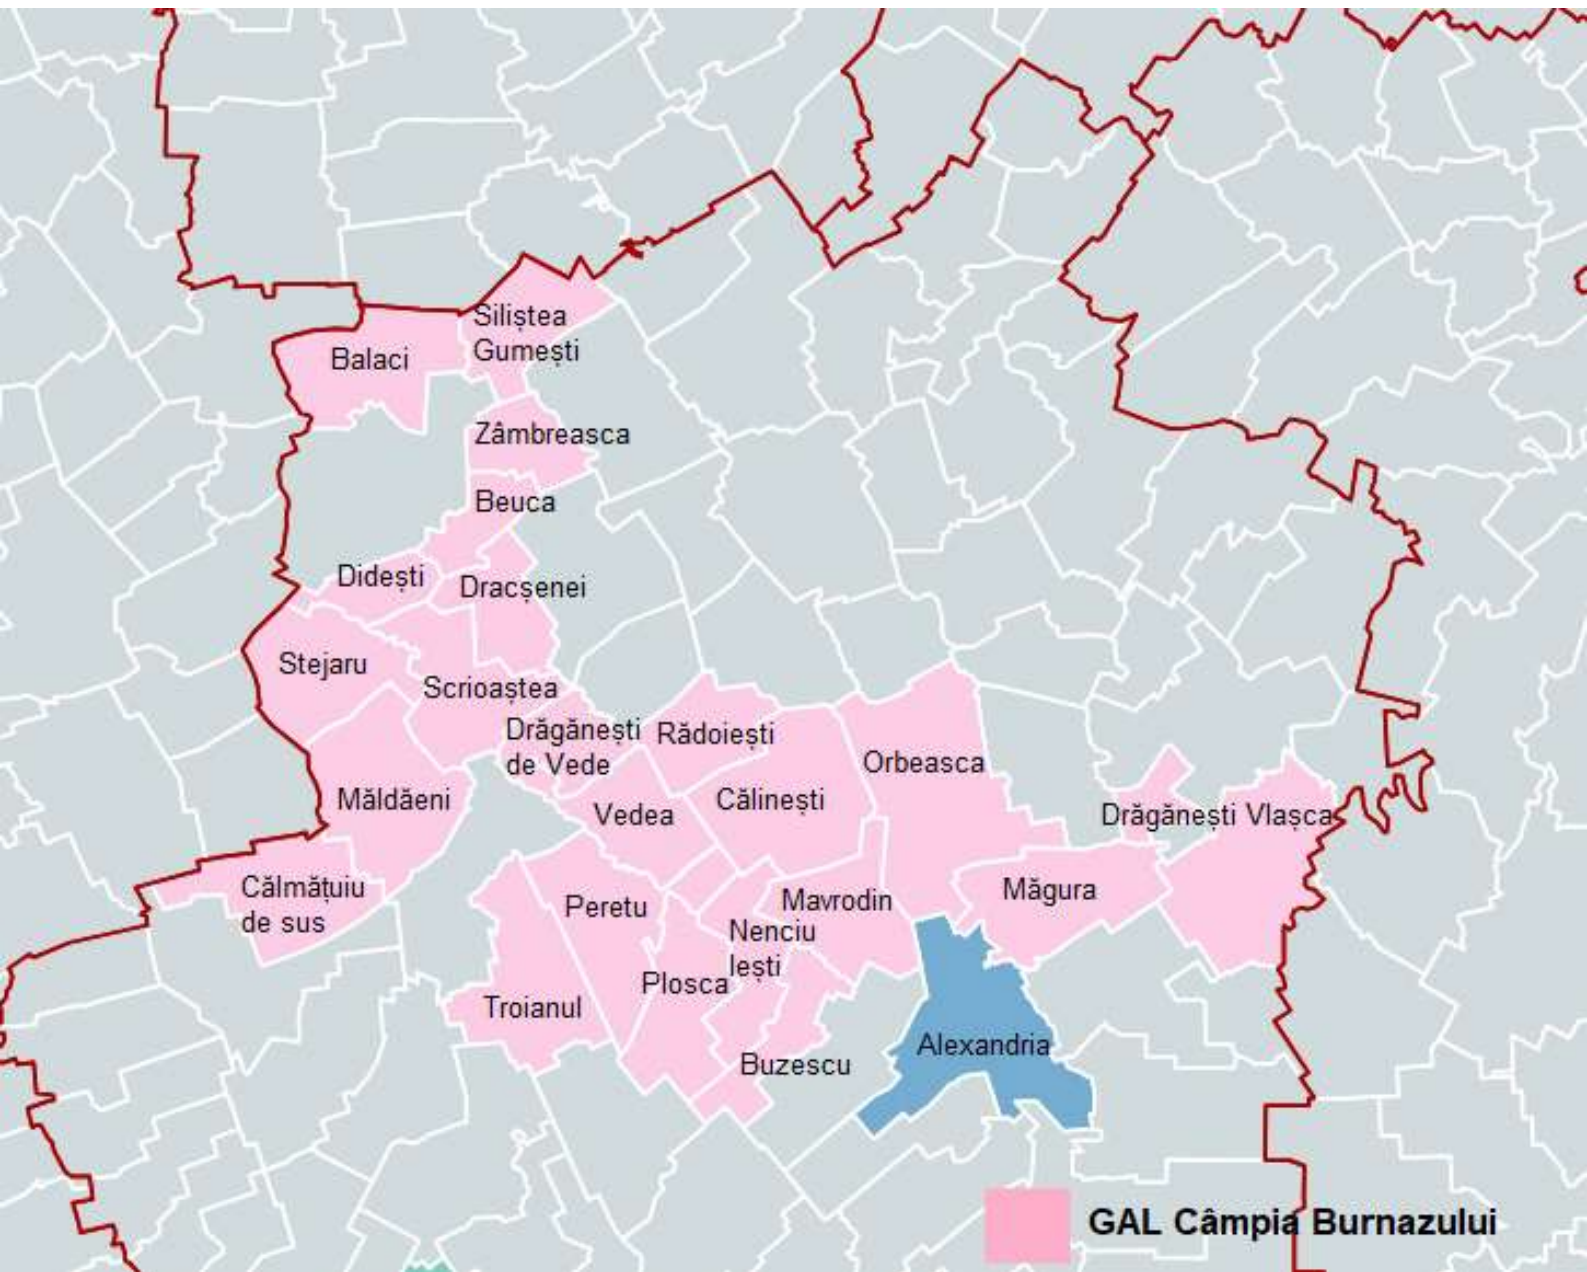 Siliștea
Gumești
Balaci
Zâmbreasca
Beuca
Didești
Dracșenei
Stejaru
Scrioaștea
Drăgănești
de Vede
Rădoiești
Orbeasca
Măldăeni
Vedea
Călinești
Drăgănești Vlașca
Călmățuiu
de sus
Peretu
Mavrodin
Măgura
Nenciu
lești
Plosca
Troianul
Buzescu
Alexandria
GAL Câmpia Burnazului